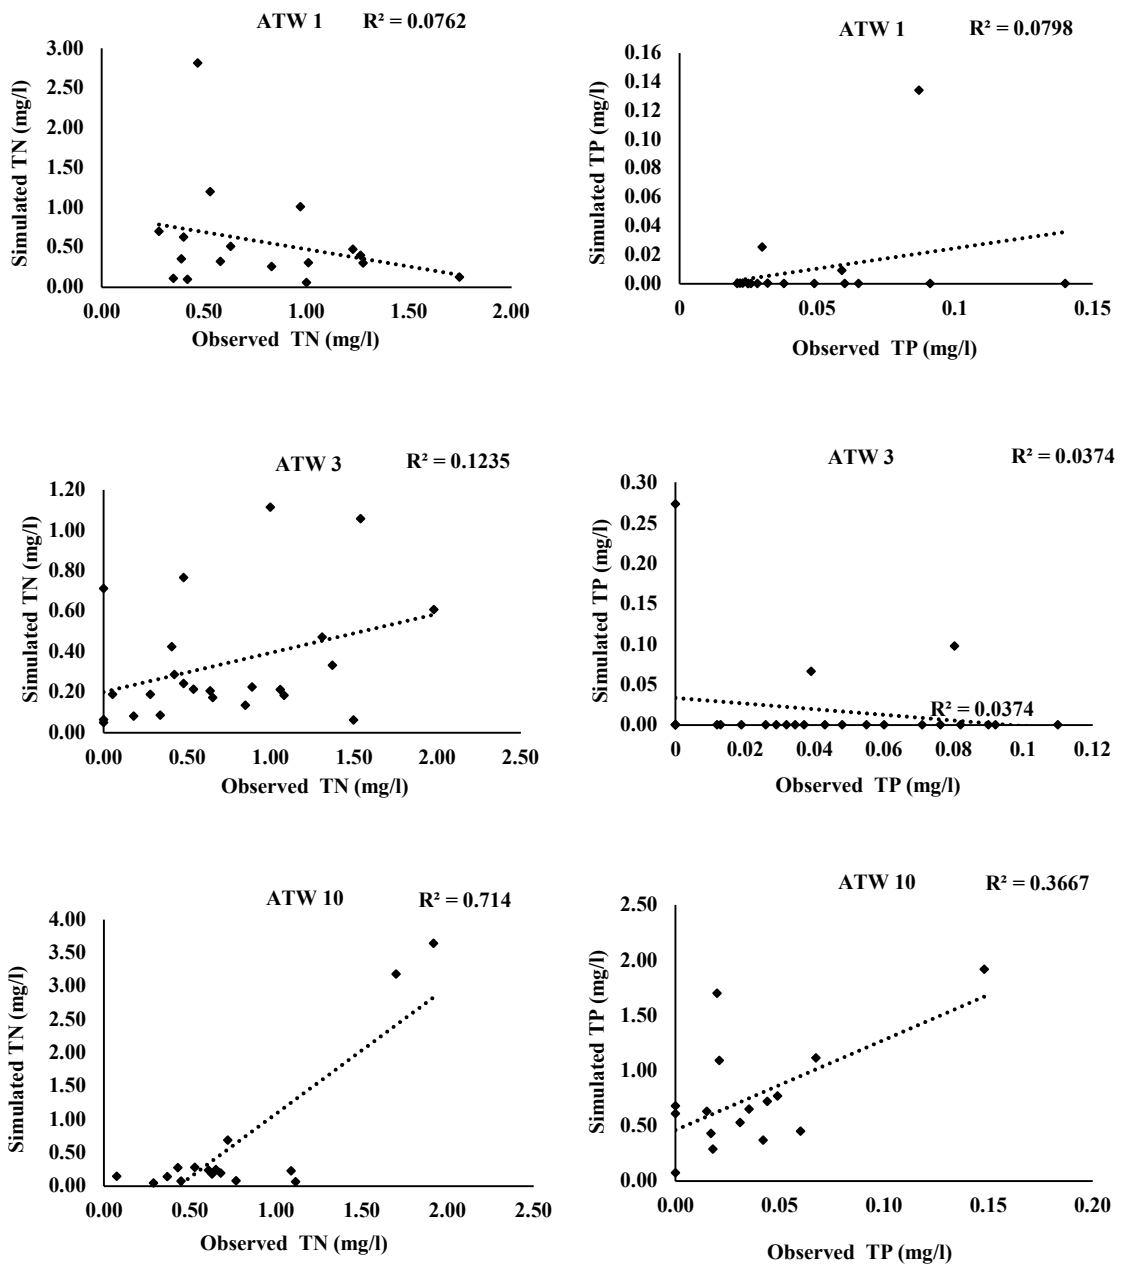 ATW 1 R² = 0.0762
Simulated TN (mg/l)
3.00
2.50
2.00
1.50
1.00
0.50
0.00
0.00 0.50 1.00 1.50 2.00
Observed TN (mg/l)
ATW 1 R² = 0.0798
Simulated TP (mg/l)
0.16
0.14
0.12
0.10
0.08
0.06
0.04
0.02
0.00
0 0.05 0.1 0.15
Observed TP (mg/l)
ATW 3 R² = 0.1235
Simulated TN (mg/l)
1.20
1.00
0.80
0.60
0.40
0.20
0.00
0.00 0.50 1.00 1.50 2.00 2.50
Observed TN (mg/l)
ATW 3 R² = 0.0374
Simulated TP (mg/l)
0.30
0.25
0.20
0.15
0.10
0.05
0.00
R² = 0.0374
0 0.02 0.04 0.06 0.08 0.1 0.12
Observed TP (mg/l)
ATW 10 R² = 0.714
Simulated TN (mg/l)
4.00
3.50
3.00
2.50
2.00
1.50
1.00
0.50
0.00
0.00 0.50 1.00 1.50 2.00 2.50
Observed TN (mg/l)
ATW 10 R² = 0.3667
Simulated TP (mg/l)
2.50
2.00
1.50
1.00
0.50
0.00
0.00 0.05 0.10 0.15 0.20
Observed TP (mg/l)